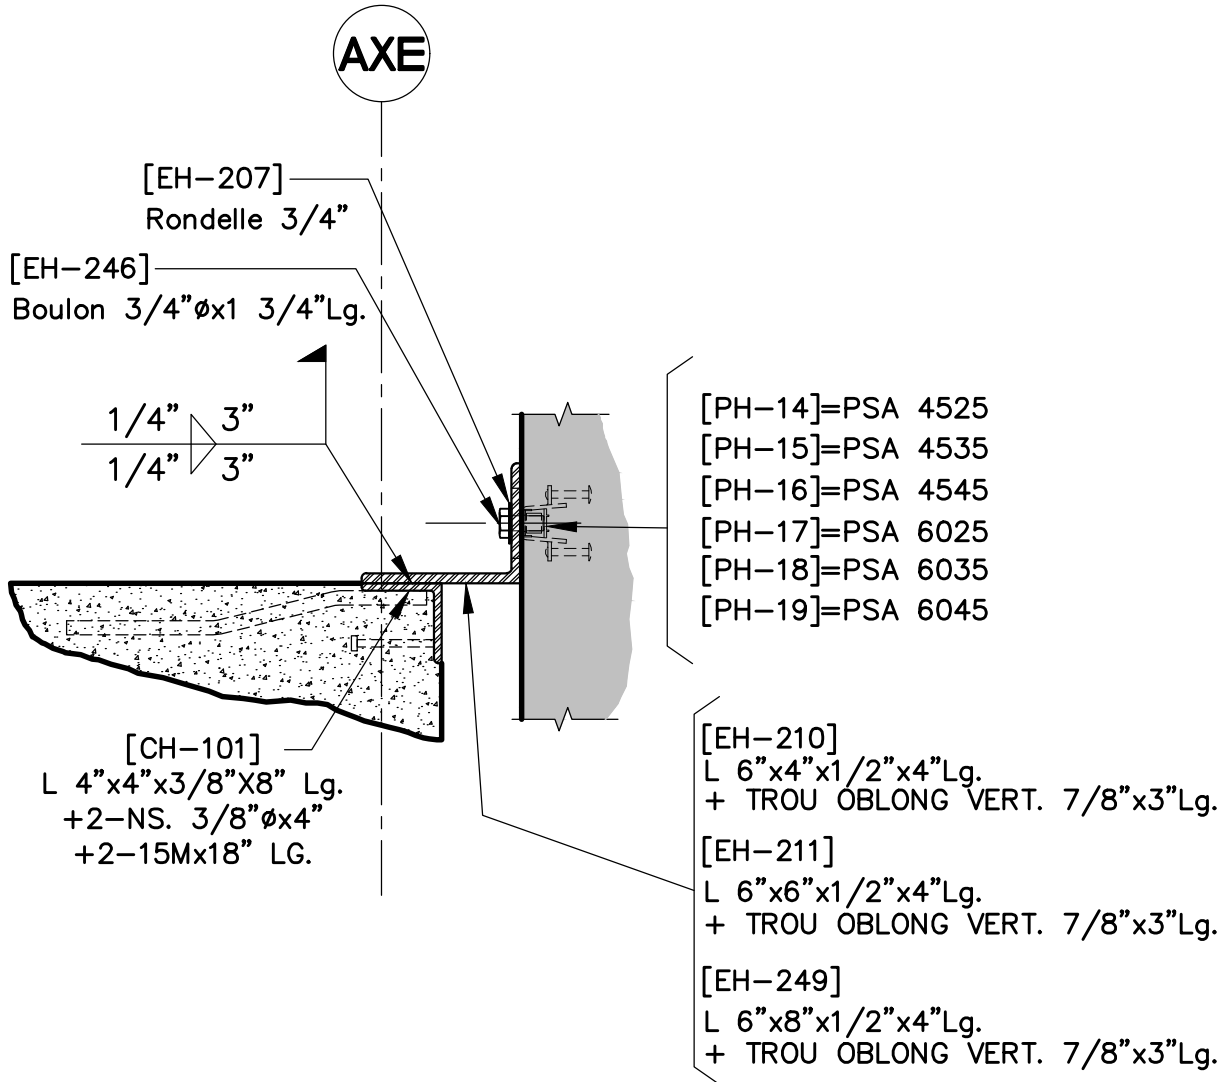 AXE
[EH-207]
Rondelle 3/4”
[EH-246]
Boulon 3/4”øx1 3/4”Lg.
1/4” 3”
1/4” 3”
[PH-14]=PSA 4525
[PH-15]=PSA 4535
[PH-16]=PSA 4545
[PH-17]=PSA 6025
[PH-18]=PSA 6035
[PH-19]=PSA 6045
[CH-101]
L 4”x4”x3/8”X8” Lg.
+2-NS. 3/8”øx4”
+2-15Mx18” LG.
[EH-210]
L 6”x4”x1/2”x4”Lg.
+ TROU OBLONG VERT. 7/8”x3”Lg.
[EH-211]
L 6”x6”x1/2”x4”Lg.
+ TROU OBLONG VERT. 7/8”x3”Lg.
[EH-249]
L 6”x8”x1/2”x4”Lg.
+ TROU OBLONG VERT. 7/8”x3”Lg.